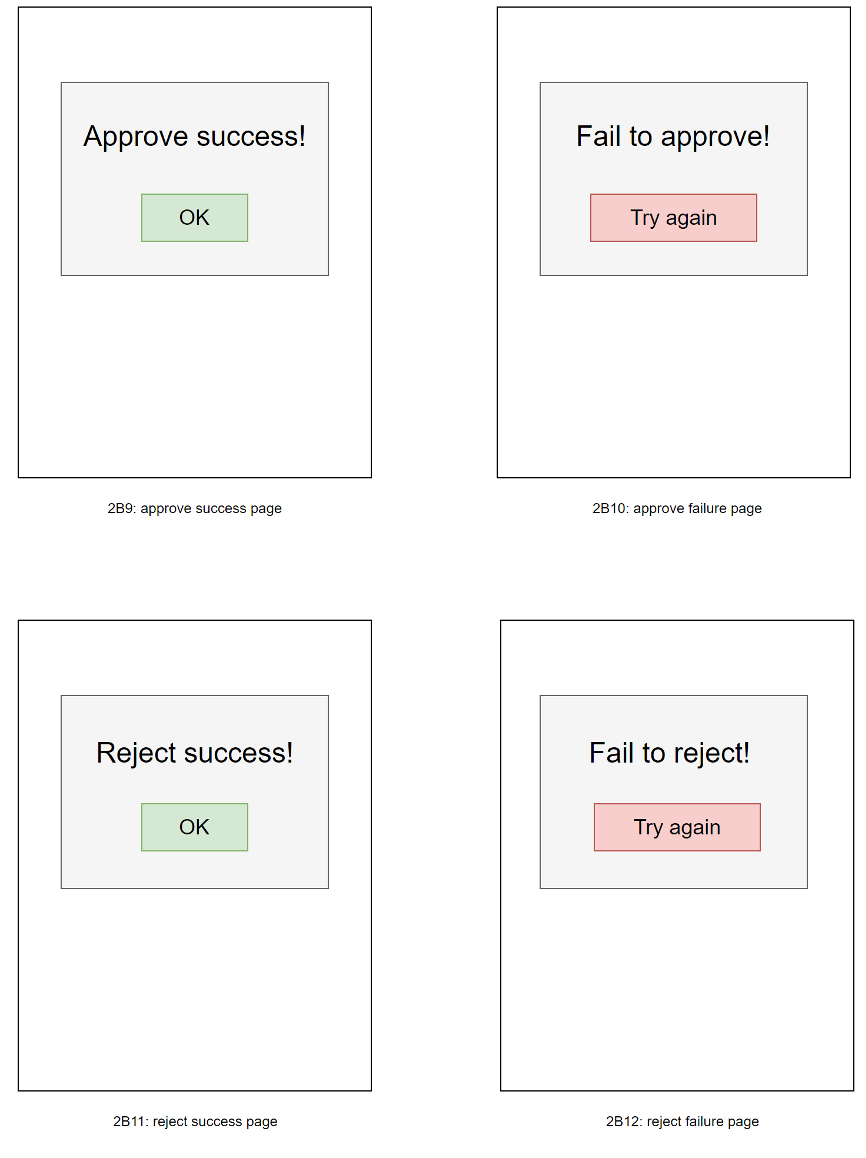 Approve success!
OK
2B9: approve success page
Fail to approve!
Try again
2B10: approve failure page
Reject success!
OK
2B11: reject success page
Fail to reject!
Try again
2B12: reject failure page